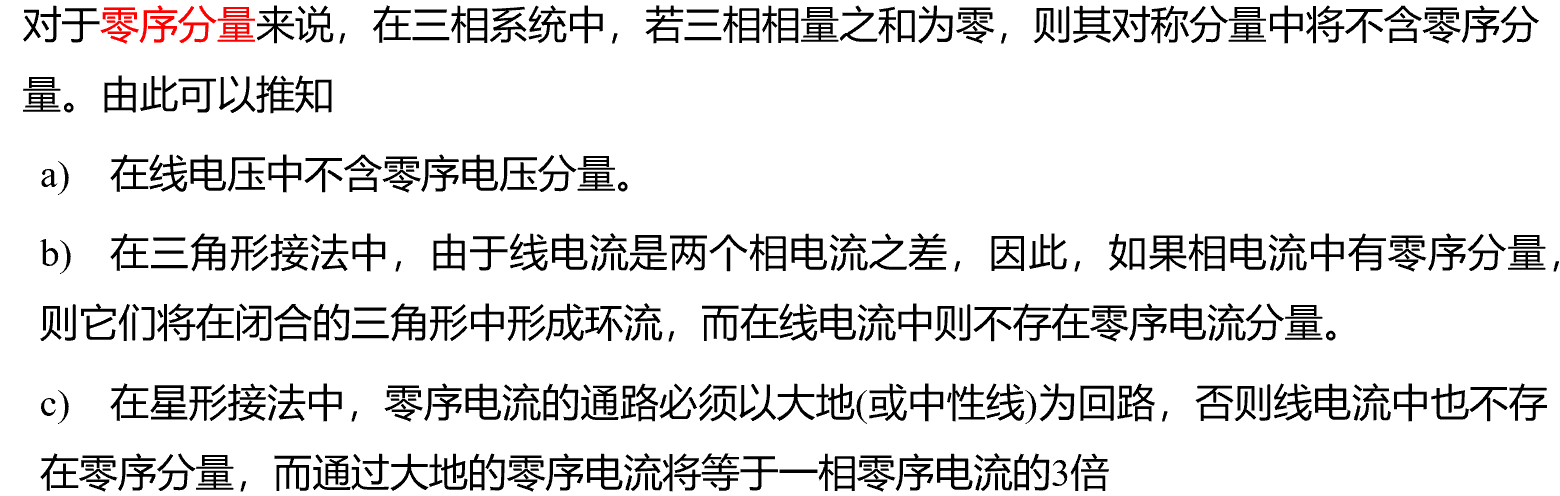 对于零序分量来说，在三相系统中，若三相相量之和为零，则其对称分量中将不含零序分
量。由此可以推知
a) 在线电压中不含零序电压分量。
b) 在三角形接法中，由于线电流是两个相电流之差，因此，如果相电流中有零序分量，
则它们将在闭合的三角形中形成环流，而在线电流中则不存在零序电流分量。
c) 在星形接法中，零序电流的通路必须以大地(或中性线)为回路，否则线电流中也不存
在零序分量，而通过大地的零序电流将等于一相零序电流的3倍